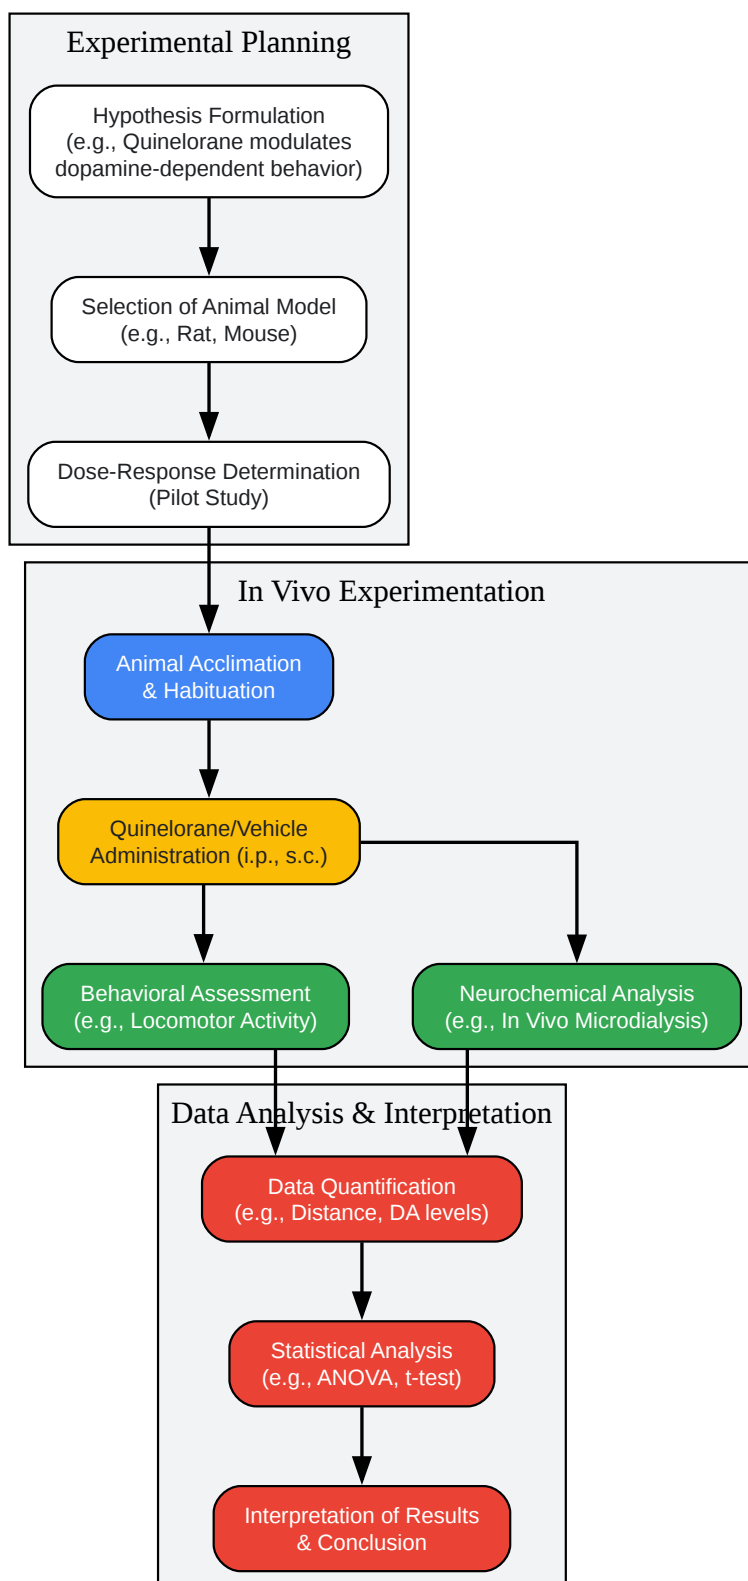 Experimental Planning
Hypothesis Formulation
(e.g., Quinelorane modulates
dopamine-dependent behavior)
Selection of Animal Model
(e.g., Rat, Mouse)
Dose-Response Determination
(Pilot Study)
In Vivo Experimentation
Animal Acclimation
& Habituation
Quinelorane/Vehicle
Administration (i.p., s.c.)
Behavioral Assessment
(e.g., Locomotor Activity)
Neurochemical Analysis
(e.g., In Vivo Microdialysis)
Data Analysis & Interpretation
Data Quantification
(e.g., Distance, DA levels)
Statistical Analysis
(e.g., ANOVA, t-test)
Interpretation of Results
& Conclusion